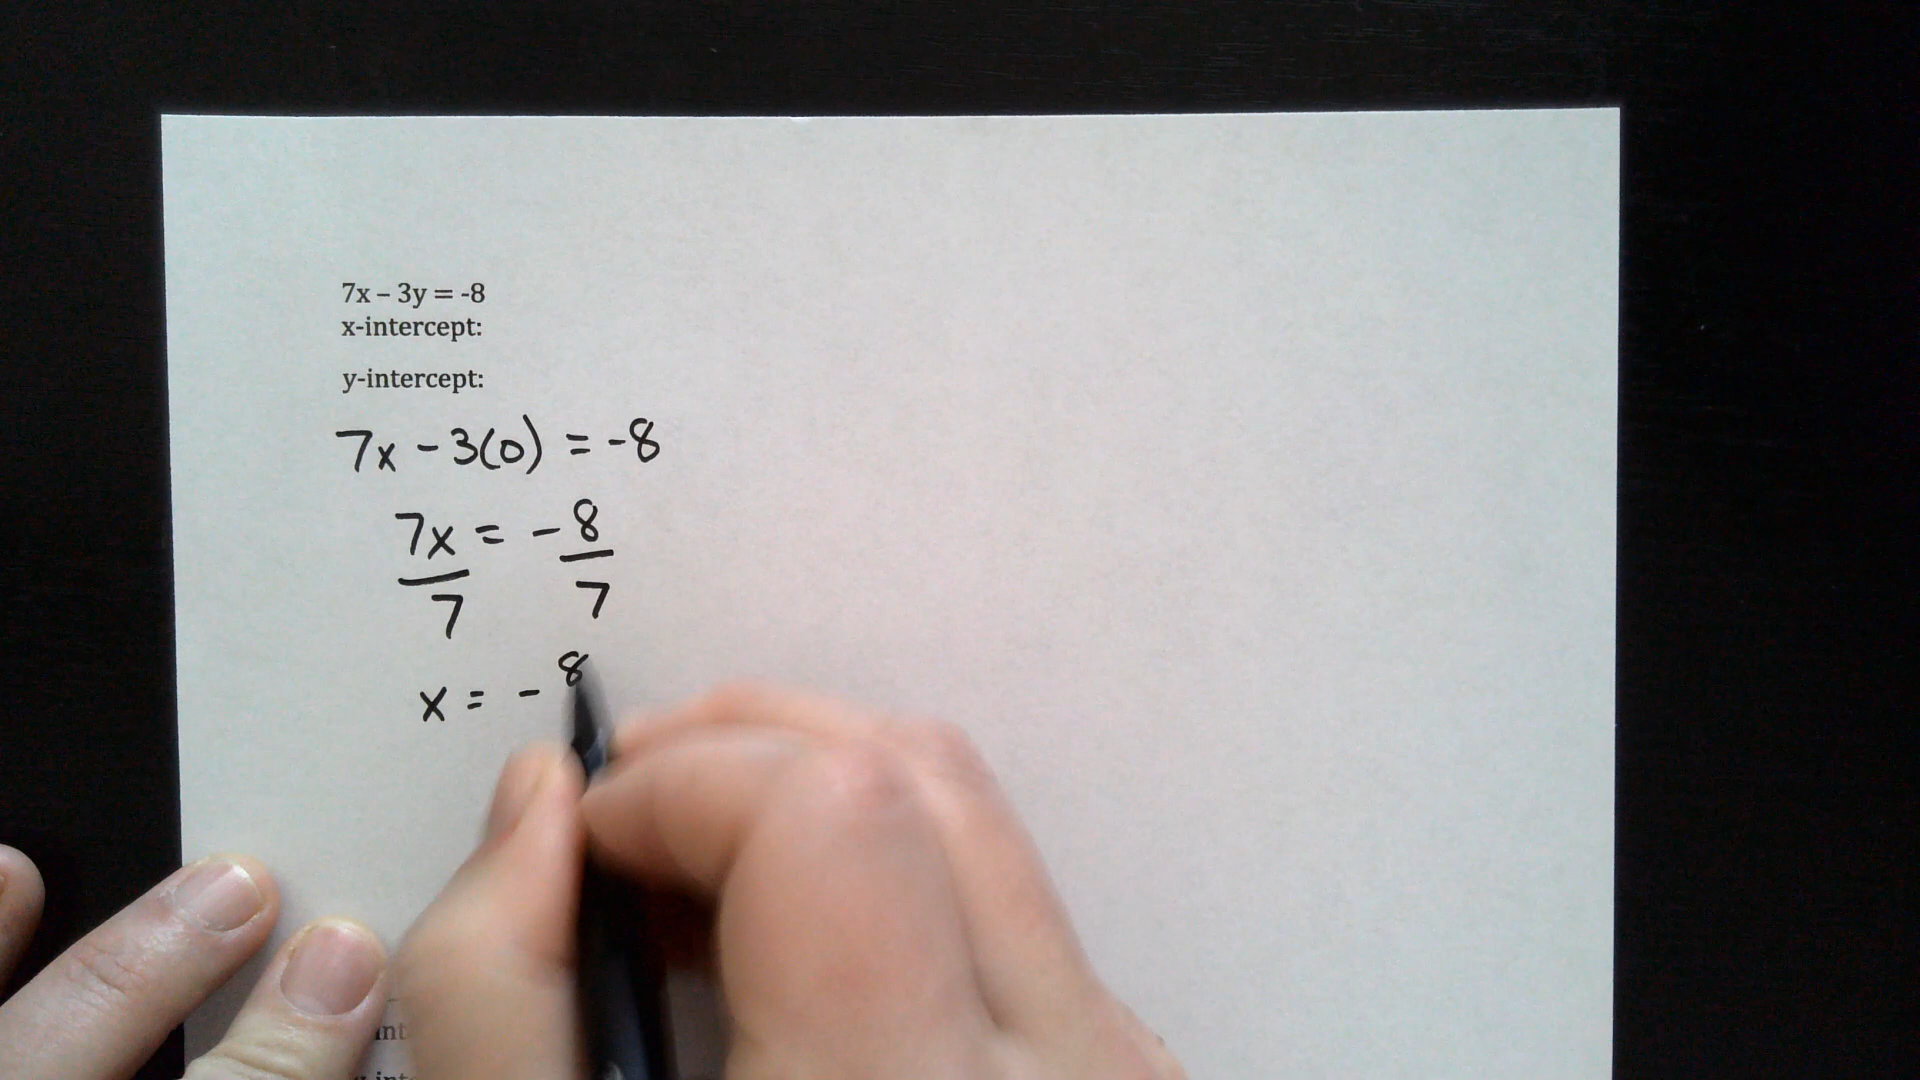 7x – 3y = -8
x-intercept:
y-intercept:
7x - 3(0) = -8
7x = -8
7 7
x = - 8